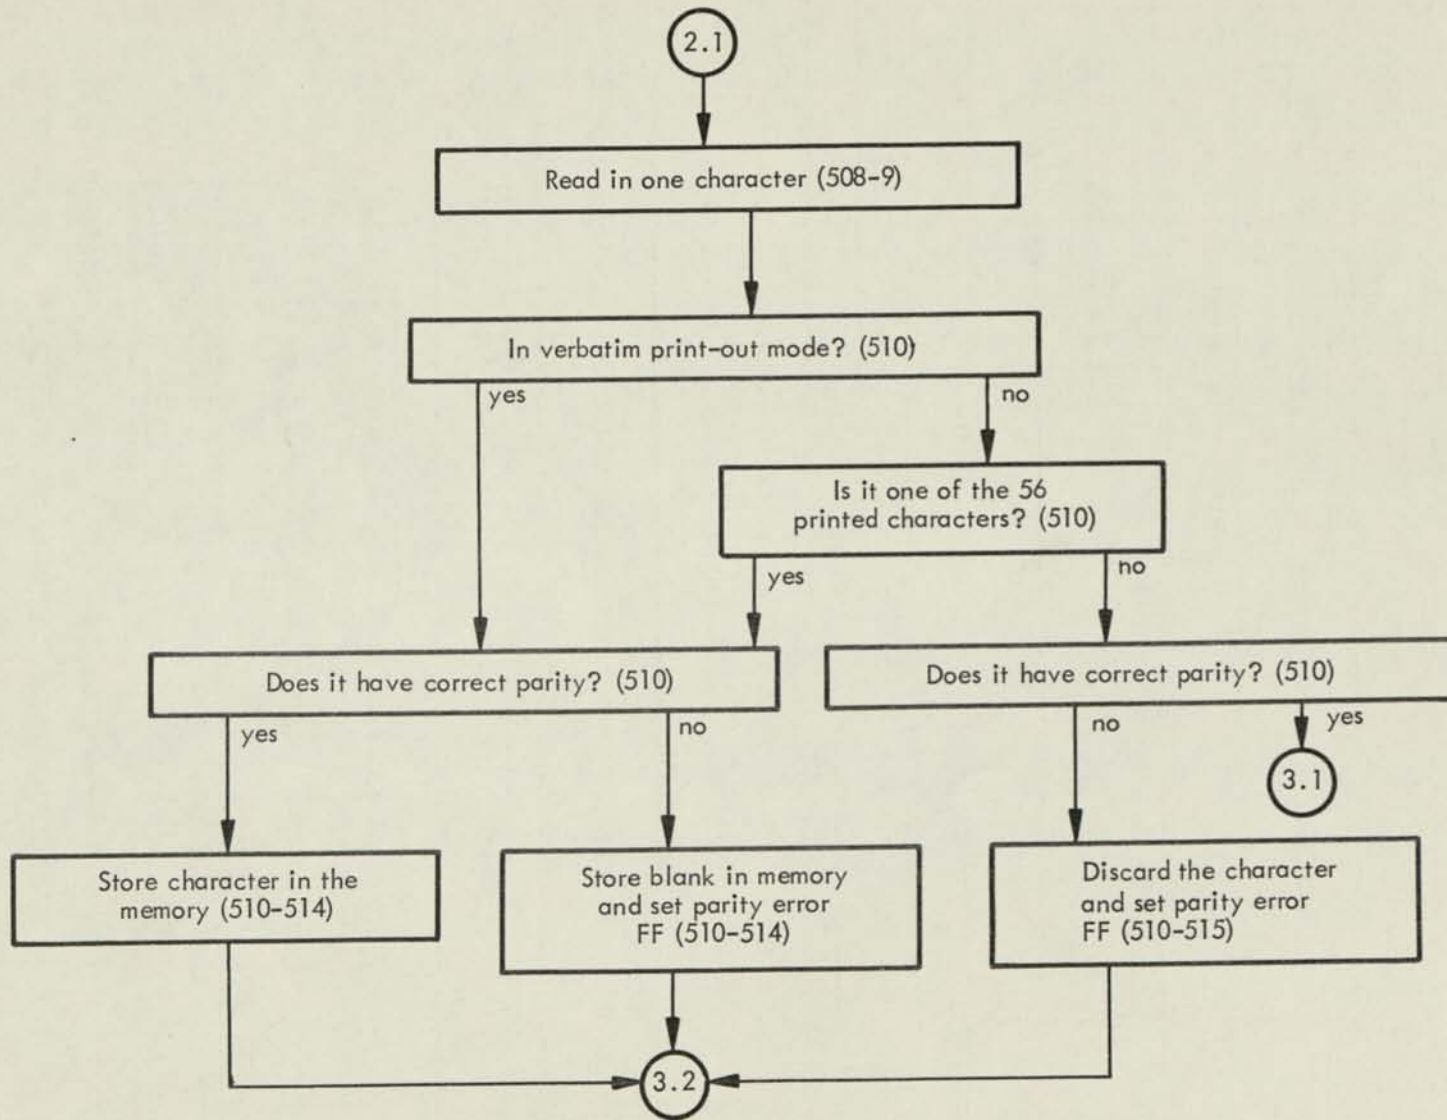 2.1
Read in one character (508-9)
In verbatim print-out mode? (510)
yes
no
Is it one of the 56
printed characters? (510)
yes
no
Does it have correct parity? (510)
Does it have correct parity? (510)
yes
no
no
yes
3.1
Store character in the
memory (510-514)
Store blank in memory
and set parity error
FF (510-514)
Discard the character
and set parity error
FF (510-515)
3.2